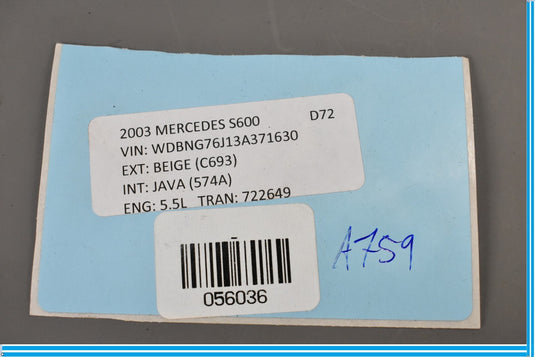 2003 MERCEDES S600 D72
VIN: WDBNG76J13A371630
EXT: BEIGE (C693)
INT: JAVA (574A)
ENG: 5.5L TRAN: 722649
A759
056036